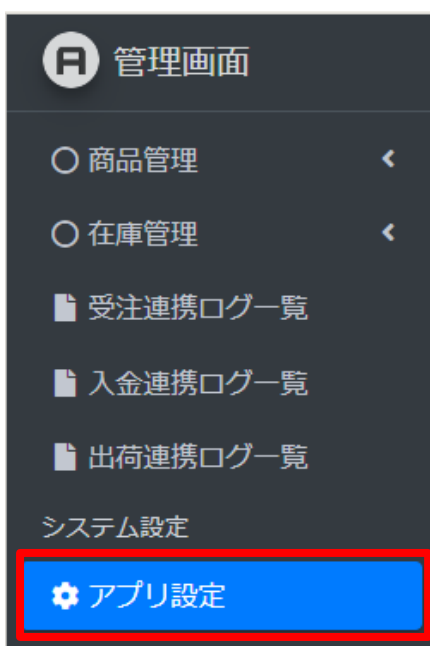 管理画面
商品管理
在庫管理
受注連携ログ一覧
入金連携ログ一覧
出荷連携ログ一覧
システム設定
アプリ設定